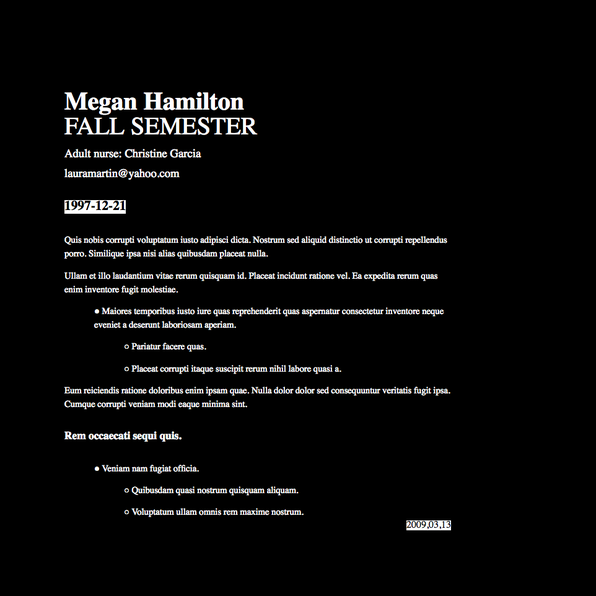 Megan Hamilton
FALL SEMESTER
Adult nurse: Christine Garcia
lauramartin@yahoo.com
1997-12-21
Quis nobis corrupti voluptatum iusto adipisci dicta. Nostrum sed aliquid distinctio ut corrupti repellendus
porro. Similique ipsa nisi alias quibusdam placeat nulla.
Ullam et illo laudantium vitae rerum quisquam id. Placeat incidunt ratione vel. Ea expedita rerum quas
enim inventore fugit molestiae.
● Maiores temporibus iusto iure quas reprehenderit quas aspernatur consectetur inventore neque
eveniet a deserunt laboriosam aperiam.
○ Pariatur facere quas.
○ Placeat corrupti itaque suscipit rerum nihil labore quasi a.
Eum reiciendis ratione doloribus enim ipsam quae. Nulla dolor dolor sed consequuntur veritatis fugit ipsa.
Cumque corrupti veniam modi eaque minima sint.
Rem occaecati sequi quis.
● Veniam nam fugiat officia.
○ Quibusdam quasi nostrum quisquam aliquam.
○ Voluptatum ullam omnis rem maxime nostrum.
2009,03,13